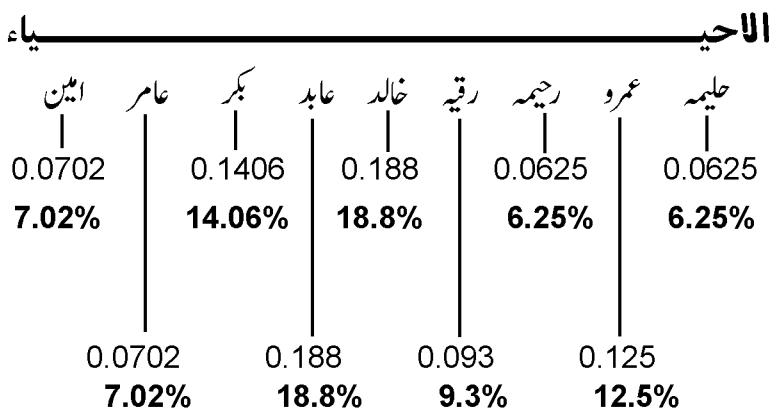 الاحیــــــــــــاء
حلیمہ عمرو رحیمہ رقیہ خالد عابد بکر عامر امین
0.0702 0.1406 0.188 0.0625 0.0625
7.02% 14.06% 18.8% 6.25% 6.25%
0.0702 0.188 0.093 0.125
7.02% 18.8% 9.3% 12.5%